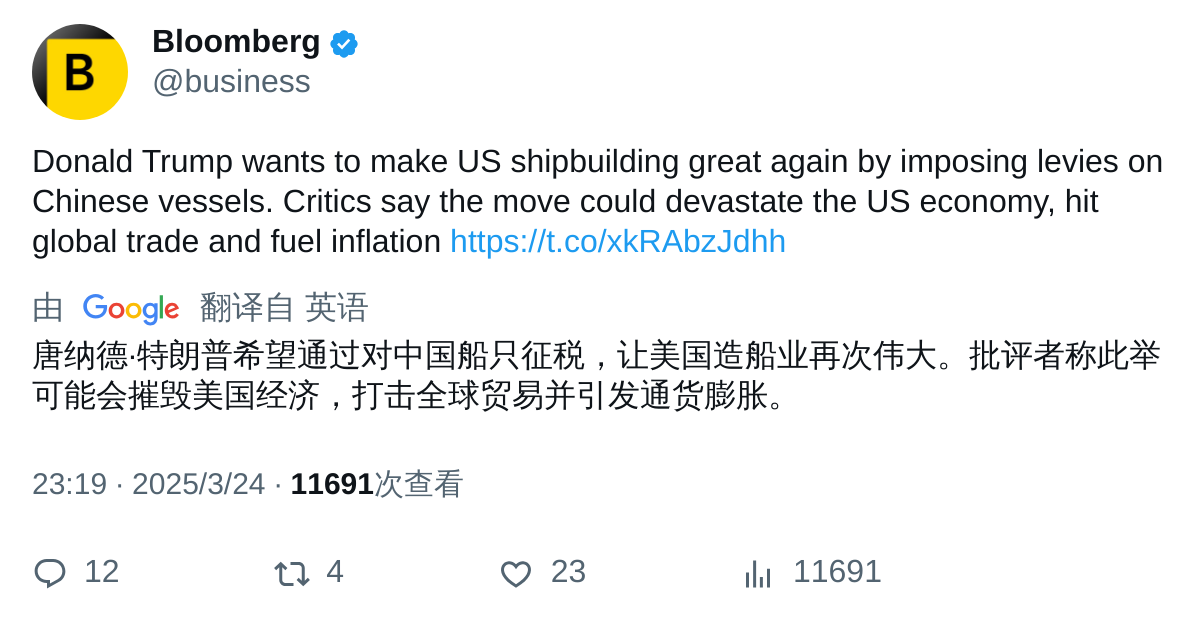 B
Bloomberg
@business
Donald Trump wants to make US shipbuilding great again by imposing levies on
Chinese vessels. Critics say the move could devastate the US economy, hit
global trade and fuel inflation https://t.co/xkRAbzJdhh
由 Google 翻译自 英语
唐纳德·特朗普希望通过对中国船只征税，让美国造船业再次伟大。批评者称此举
可能会摧毁美国经济，打击全球贸易并引发通货膨胀。
23:19 · 2025/3/24 · 11691次查看
12 4 23 11691